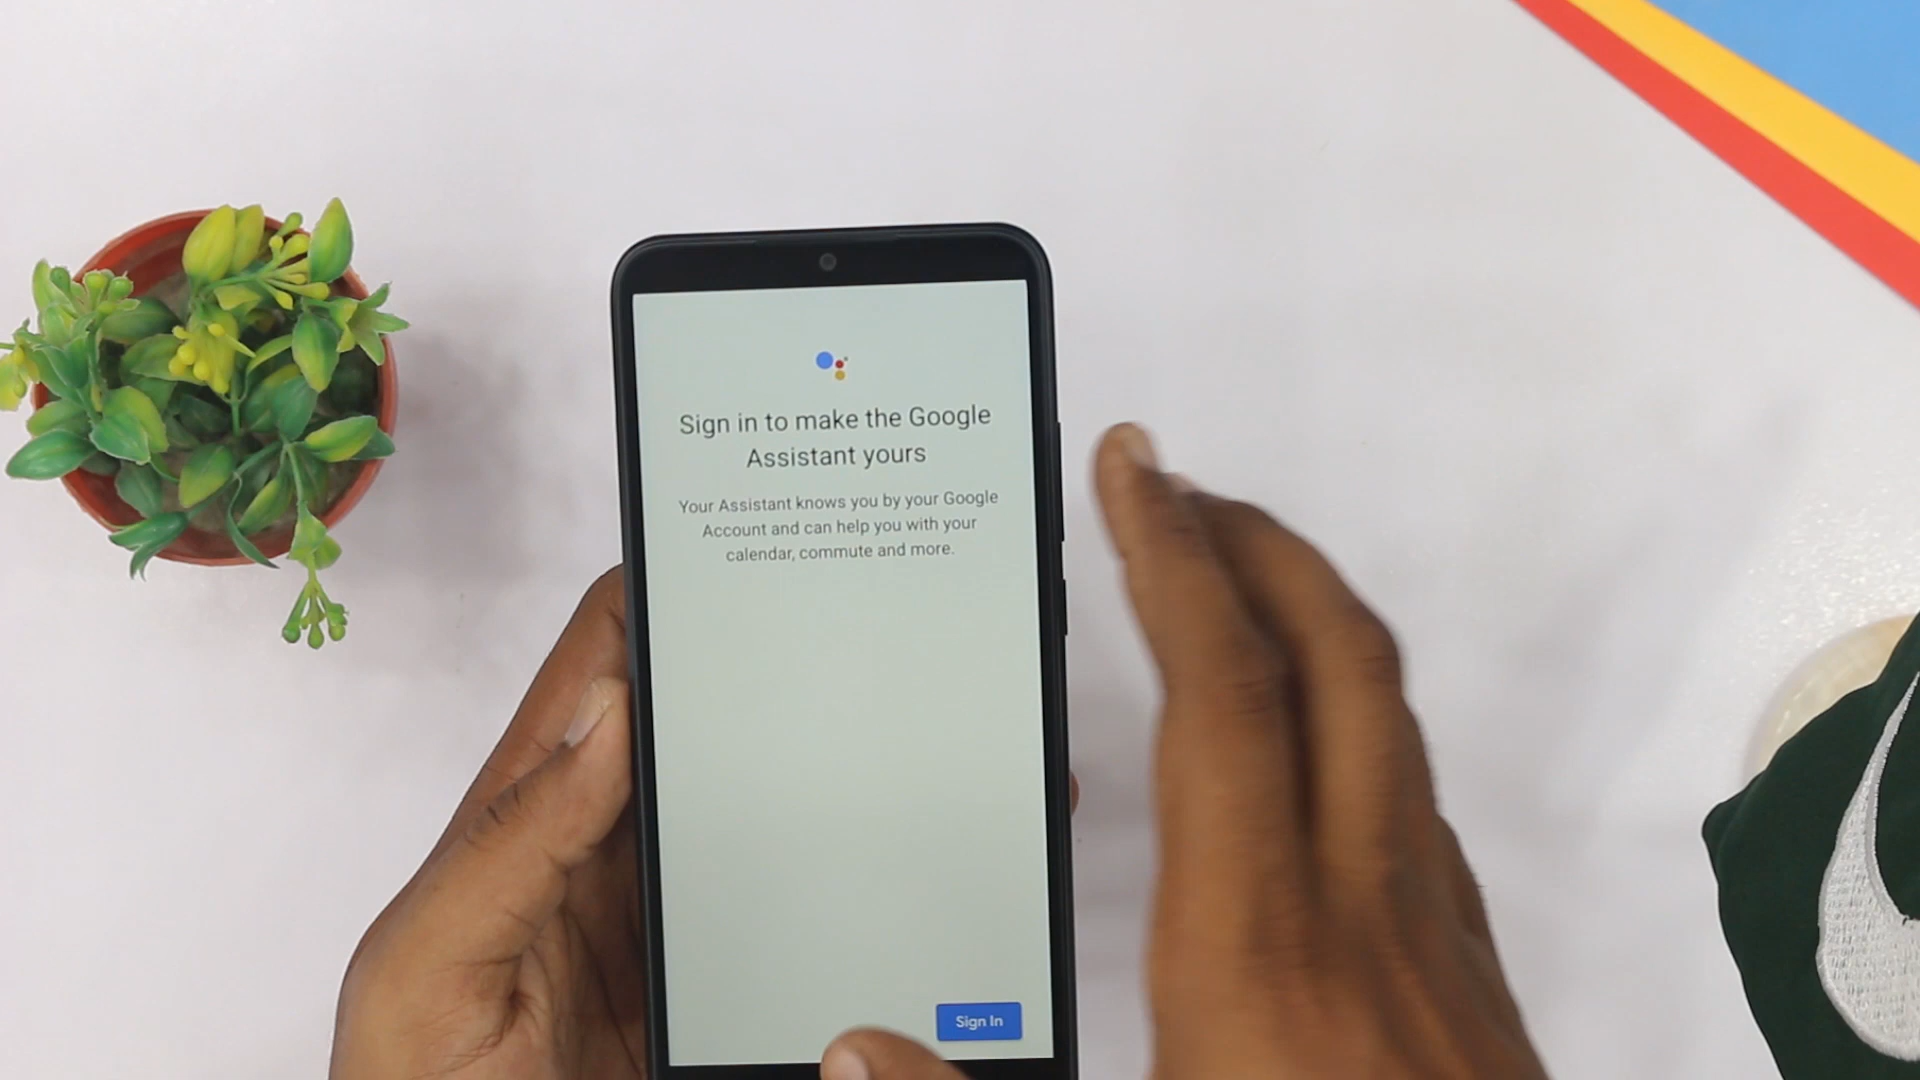 Sign in to make the Google
Assistant yours
Your Assistant knows you by your Google
Account and can help you with your
calendar, commute and more.
Sign In